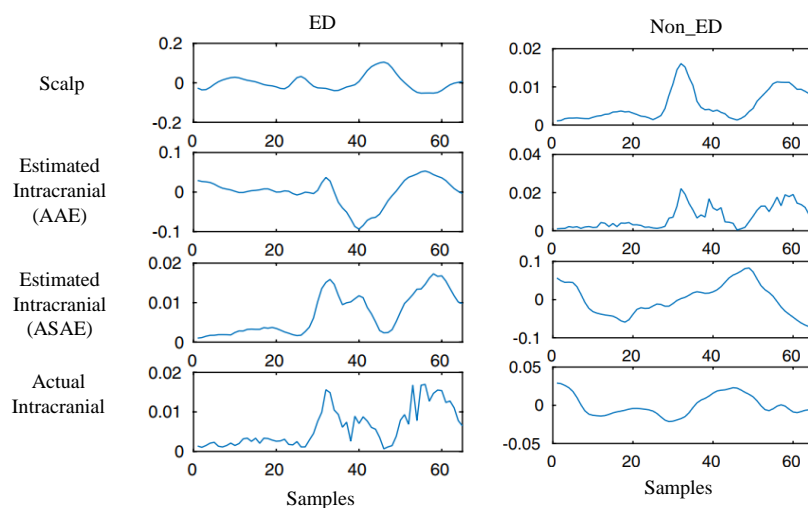 ED
Non_ED
Scalp
0.2
0
-0.2
0 20 40 60
0.02
0.01
0
0 20 40 60
Estimated
Intracranial
(AAE)
0.1
0
-0.1
0 20 40 60
0.04
0.02
0
0 20 40 60
Estimated
Intracranial
(ASAE)
0.02
0.01
0
0 20 40 60
0.1
0
-0.1
0 20 40 60
Actual
Intracranial
0.02
0.01
0
0 20 40 60
0.05
0
-0.05
0 20 40 60
Samples
Samples